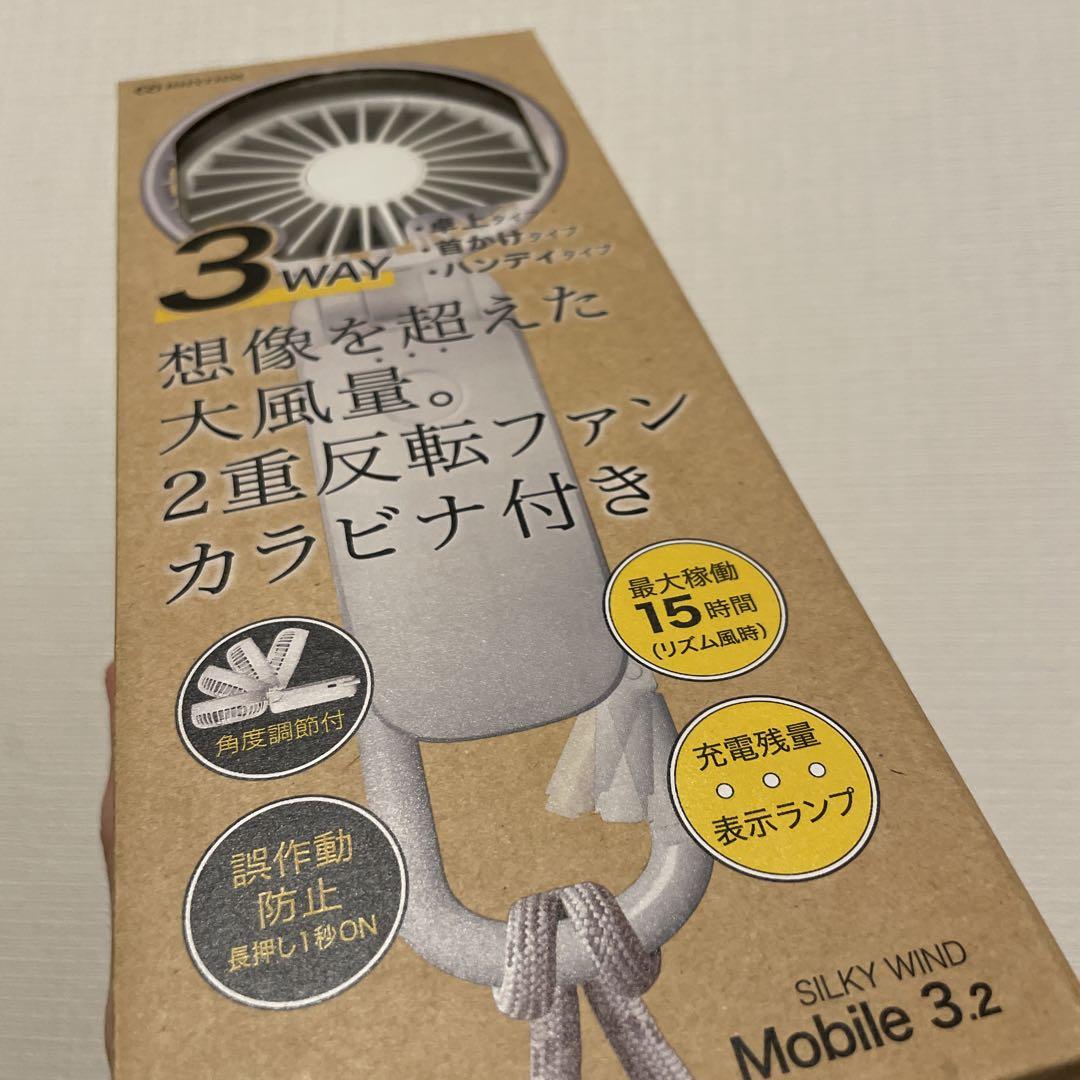 RHYTHM
3WAY
・卓上タイプ
・首かけタイプ
・ハンディタイプ
想像を超えた
大風量。
2重反転ファン
カラビナ付き
最大稼働
15時間
(リズム風時)
角度調節付
充電残量
表示ランプ
誤作動
防止
長押し1秒ON
SILKY WIND
Mobile 3.2